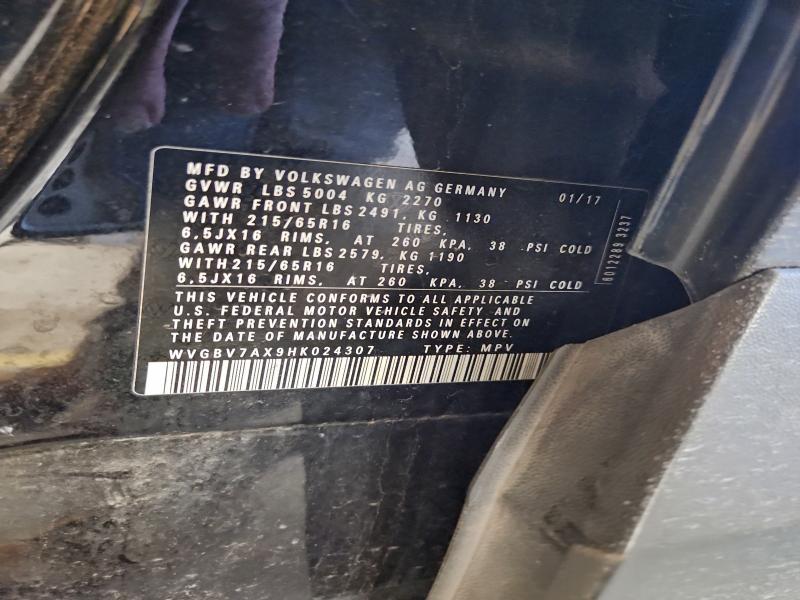 MFD BY VOLKSWAGEN AG GERMANY 01/17
GVWR LBS 5004 KG 2270
GAWR FRONT LBS 2491, KG 1130
WITH 215/65R16 TIRES,
6,5JX16 RIMS, AT 260 KPA, 38 PSI COLD
GAWR REAR LBS 2579, KG 1190
WITH 215/65R16 TIRES,
6,5JX16 RIMS, AT 260 KPA, 38 PSI COLD
THIS VEHICLE CONFORMS TO ALL APPLICABLE
U.S. FEDERAL MOTOR VEHICLE SAFETY AND
THEFT PREVENTION STANDARDS IN EFFECT ON
THE DATE OF MANUFACTURE SHOWN ABOVE.
WVGBV7AX9HK024307 TYPE: MPV